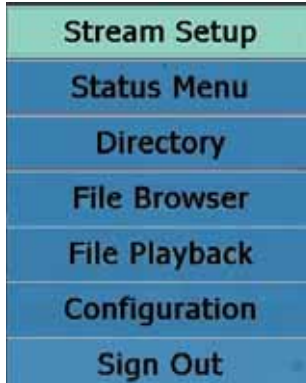 Stream Setup
Status Menu
Directory
File Browser
File Playback
Configuration
Sign Out